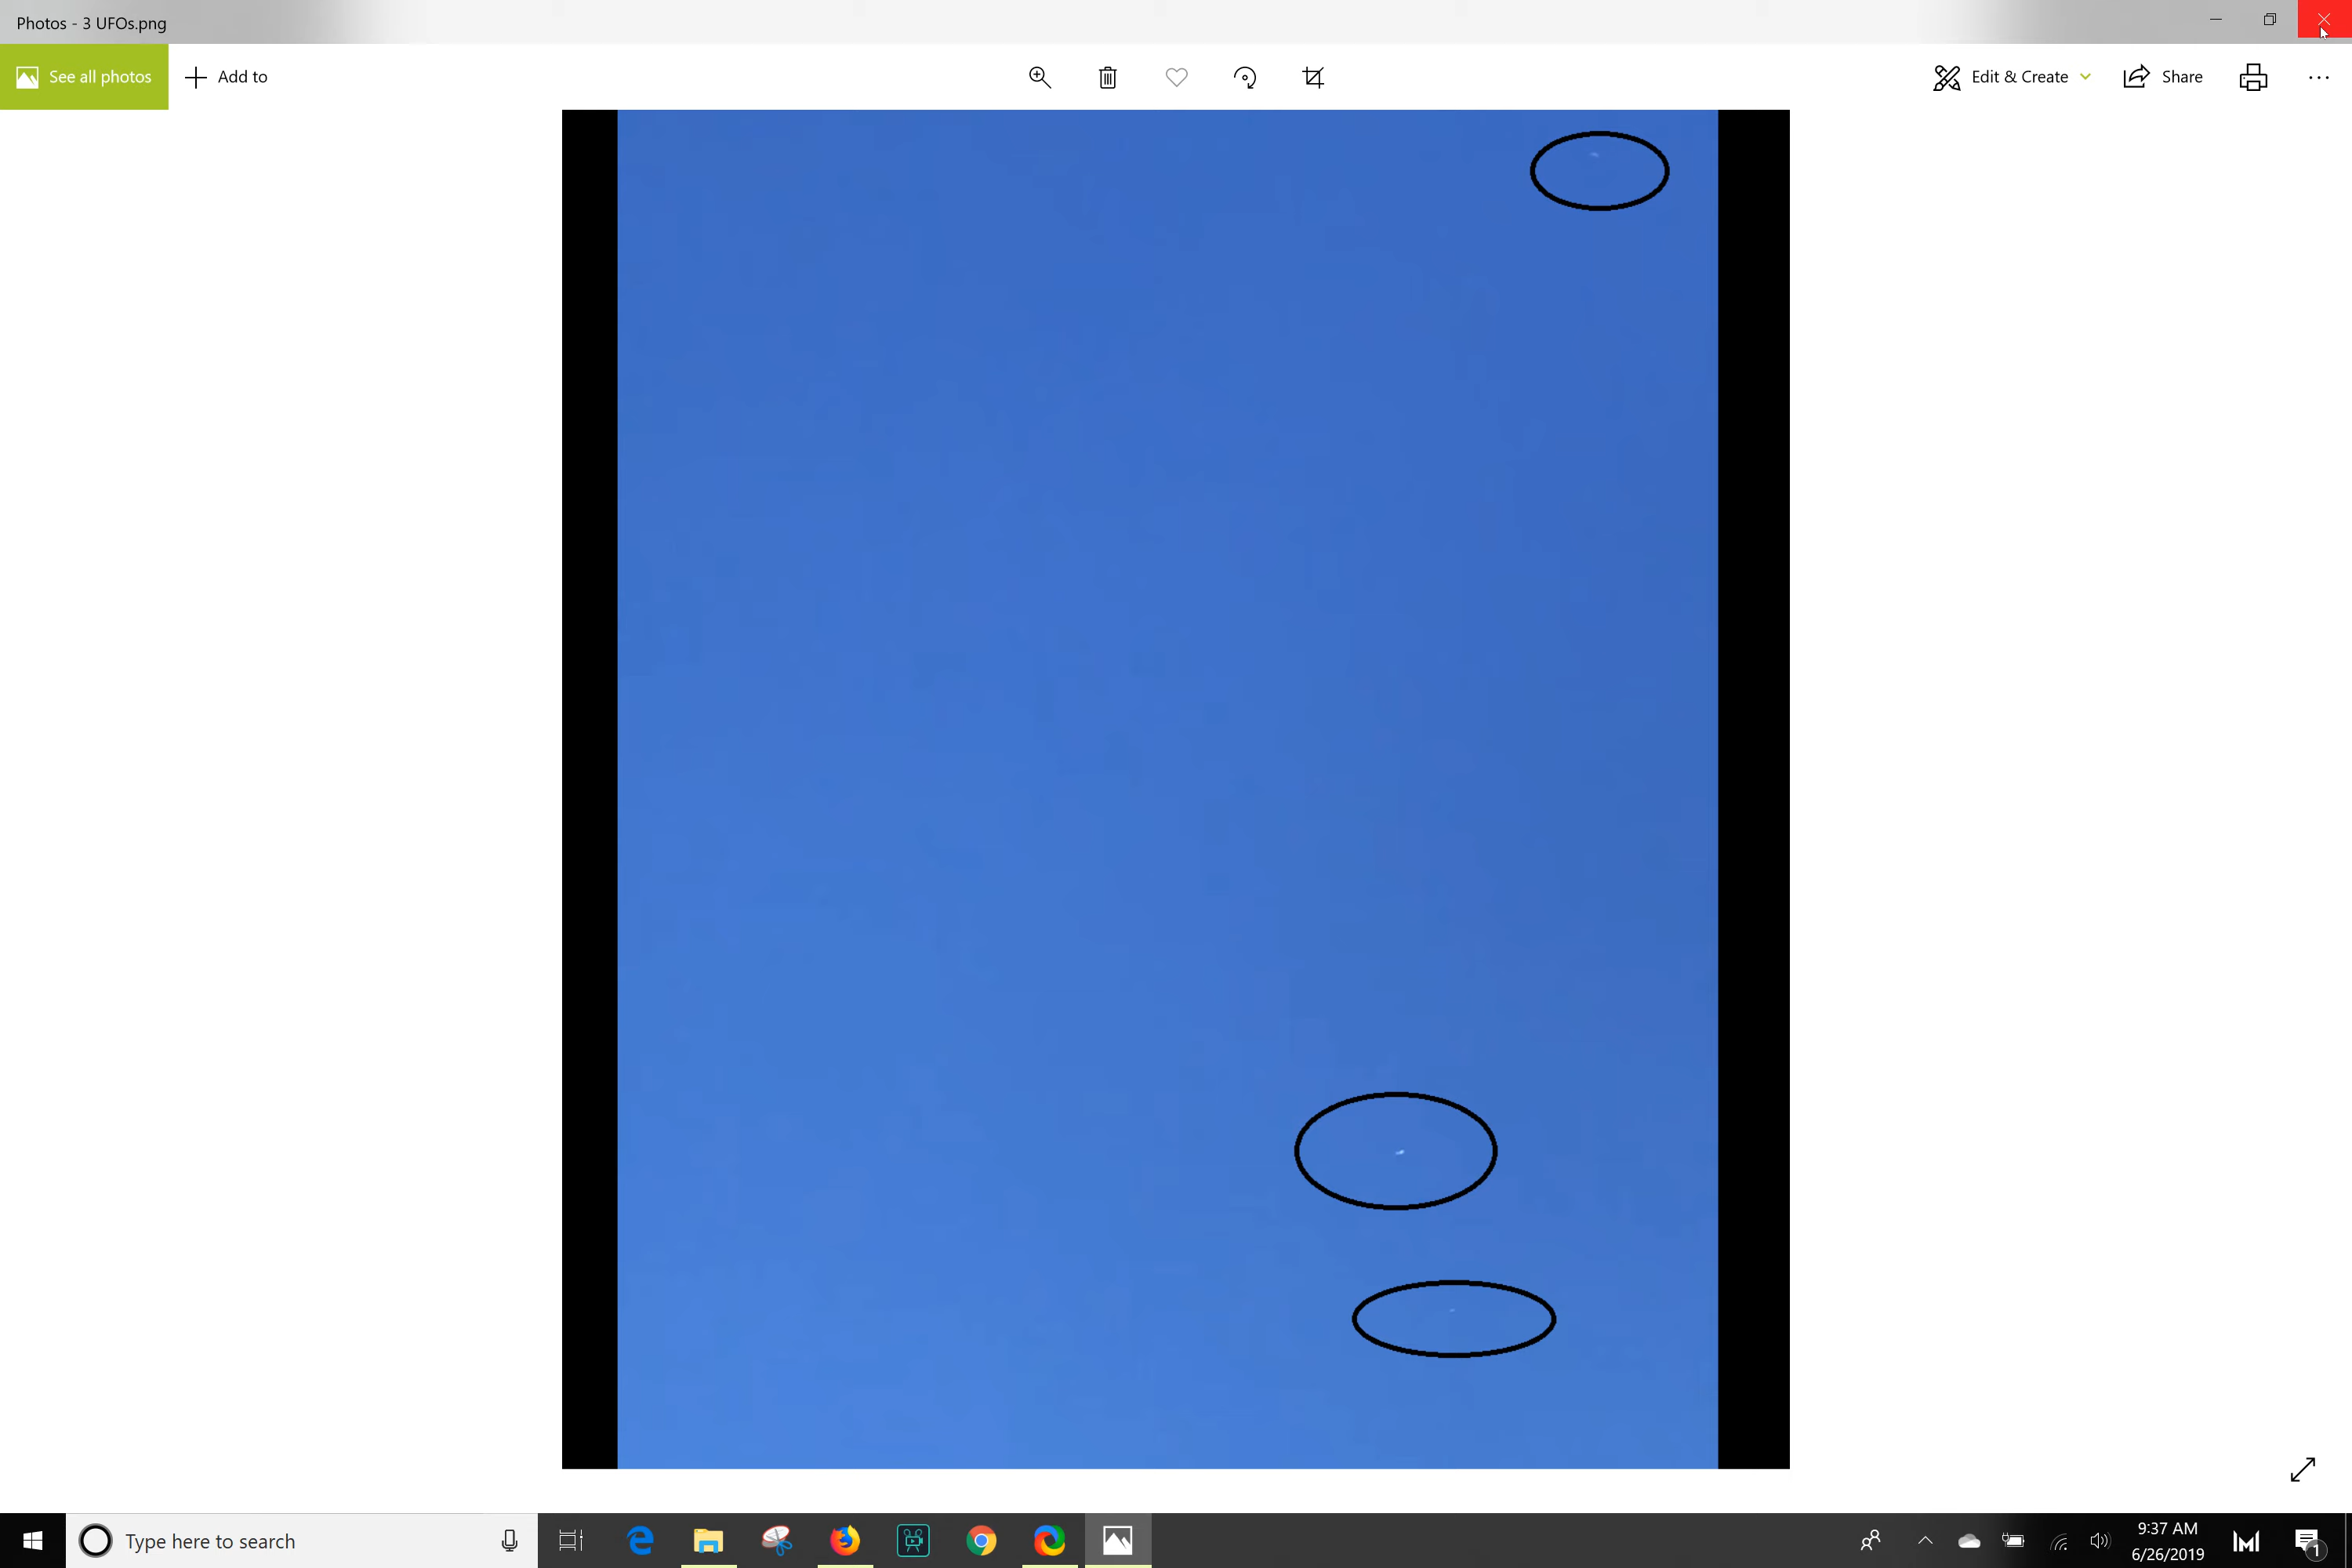 Photos - 3 UFOs.png
See all photos
Add to
Edit & Create
Share
Type here to search
9:37 AM
6/26/2019
1